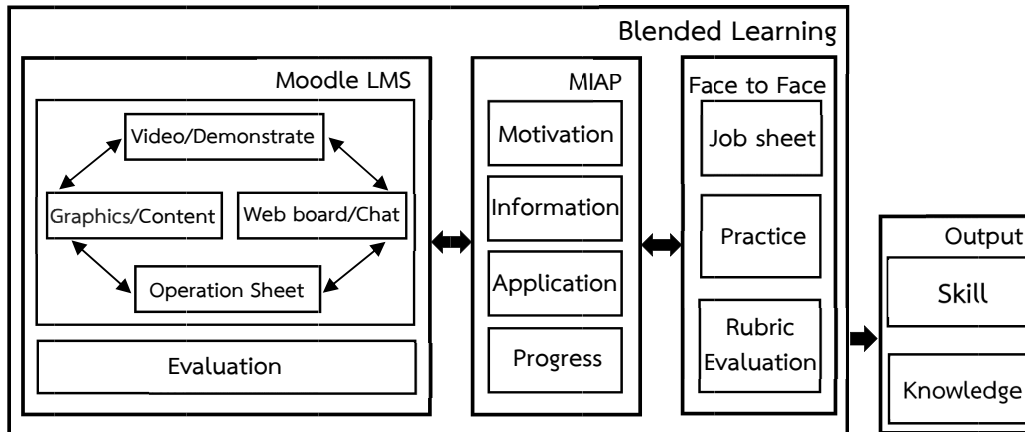 Blended Learning
Moodle LMS
Video/Demonstrate
Graphics/Content
Web board/Chat
Operation Sheet
Evaluation
MIAP
Motivation
Information
Application
Progress
Face to Face
Job sheet
Practice
Rubric
Evaluation
Output
Skill
Knowledge